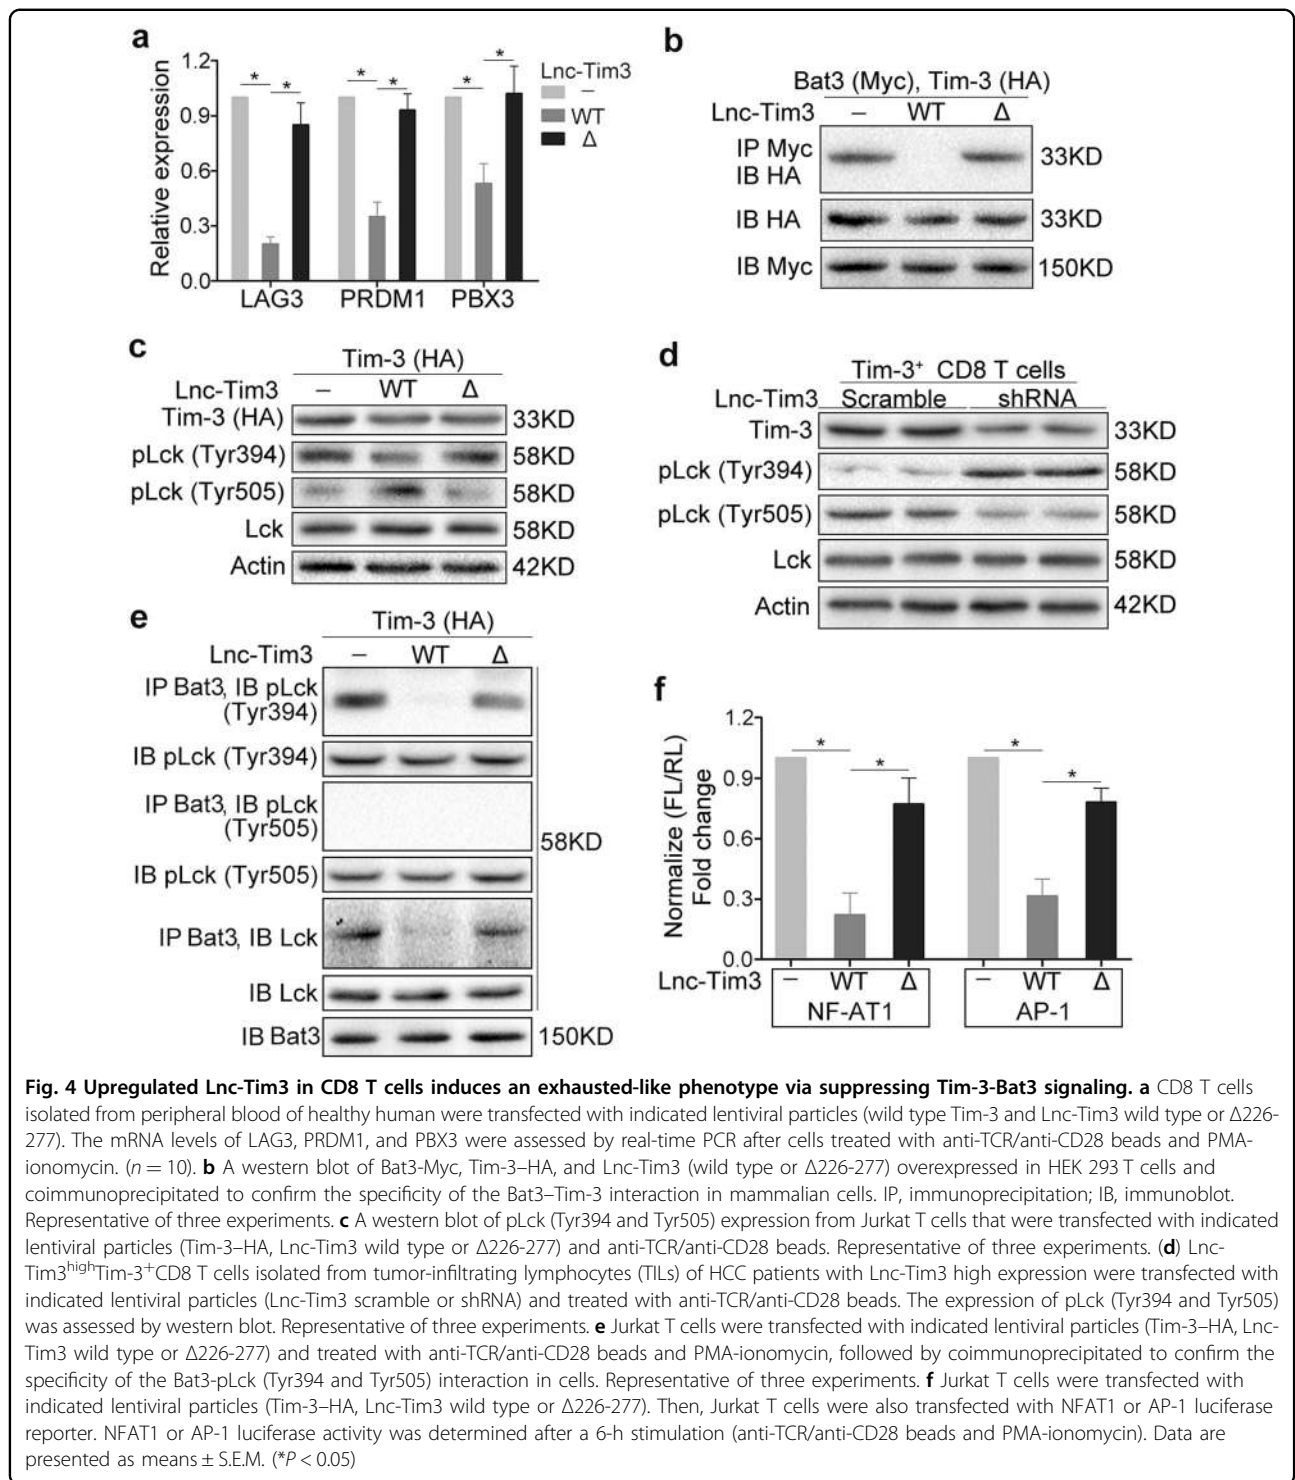 a
1.2
0.9
0.6
0.3
0.0
Relative expression
* * * * * *
LAG3 PRDM1 PBX3
Lnc-Tim3
–
WT
Δ
b
Bat3 (Myc), Tim-3 (HA)
Lnc-Tim3 – WT Δ
IP Myc
IB HA
33KD
IB HA 33KD
IB Myc 150KD
c
Tim-3 (HA)
Lnc-Tim3 – WT Δ
Tim-3 (HA) 33KD
pLck (Tyr394) 58KD
pLck (Tyr505) 58KD
Lck 58KD
Actin 42KD
d
Tim-3⁺ CD8 T cells
Lnc-Tim3 Scramble shRNA
Tim-3 33KD
pLck (Tyr394) 58KD
pLck (Tyr505) 58KD
Lck 58KD
Actin 42KD
e
Tim-3 (HA)
Lnc-Tim3 – WT Δ
IP Bat3, IB pLck
(Tyr394)
IB pLck (Tyr394)
IP Bat3, IB pLck
(Tyr505)
58KD
IB pLck (Tyr505)
IP Bat3, IB Lck
IB Lck
IB Bat3 150KD
f
1.2
0.9
0.6
0.3
0.0
Normalize (FL/RL)
Fold change
* * * *
Lnc-Tim3 – WT Δ – WT Δ
NF-AT1 AP-1
Fig. 4 Upregulated Lnc-Tim3 in CD8 T cells induces an exhausted-like phenotype via suppressing Tim-3-Bat3 signaling. a CD8 T cells
isolated from peripheral blood of healthy human were transfected with indicated lentiviral particles (wild type Tim-3 and Lnc-Tim3 wild type or Δ226-
277). The mRNA levels of LAG3, PRDM1, and PBX3 were assessed by real-time PCR after cells treated with anti-TCR/anti-CD28 beads and PMA-
ionomycin. (n = 10). b A western blot of Bat3-Myc, Tim-3–HA, and Lnc-Tim3 (wild type or Δ226-277) overexpressed in HEK 293 T cells and
coimmunoprecipitated to confirm the specificity of the Bat3–Tim-3 interaction in mammalian cells. IP, immunoprecipitation; IB, immunoblot.
Representative of three experiments. c A western blot of pLck (Tyr394 and Tyr505) expression from Jurkat T cells that were transfected with indicated
lentiviral particles (Tim-3–HA, Lnc-Tim3 wild type or Δ226-277) and anti-TCR/anti-CD28 beads. Representative of three experiments. (d) Lnc-
Tim3ʰⁱᵍʰTim-3⁺CD8 T cells isolated from tumor-infiltrating lymphocytes (TILs) of HCC patients with Lnc-Tim3 high expression were transfected with
indicated lentiviral particles (Lnc-Tim3 scramble or shRNA) and treated with anti-TCR/anti-CD28 beads. The expression of pLck (Tyr394 and Tyr505)
was assessed by western blot. Representative of three experiments. e Jurkat T cells were transfected with indicated lentiviral particles (Tim-3–HA, Lnc-
Tim3 wild type or Δ226-277) and treated with anti-TCR/anti-CD28 beads and PMA-ionomycin, followed by coimmunoprecipitated to confirm the
specificity of the Bat3-pLck (Tyr394 and Tyr505) interaction in cells. Representative of three experiments. f Jurkat T cells were transfected with
indicated lentiviral particles (Tim-3–HA, Lnc-Tim3 wild type or Δ226-277). Then, Jurkat T cells were also transfected with NFAT1 or AP-1 luciferase
reporter. NFAT1 or AP-1 luciferase activity was determined after a 6-h stimulation (anti-TCR/anti-CD28 beads and PMA-ionomycin). Data are
presented as means ± S.E.M. (*P < 0.05)